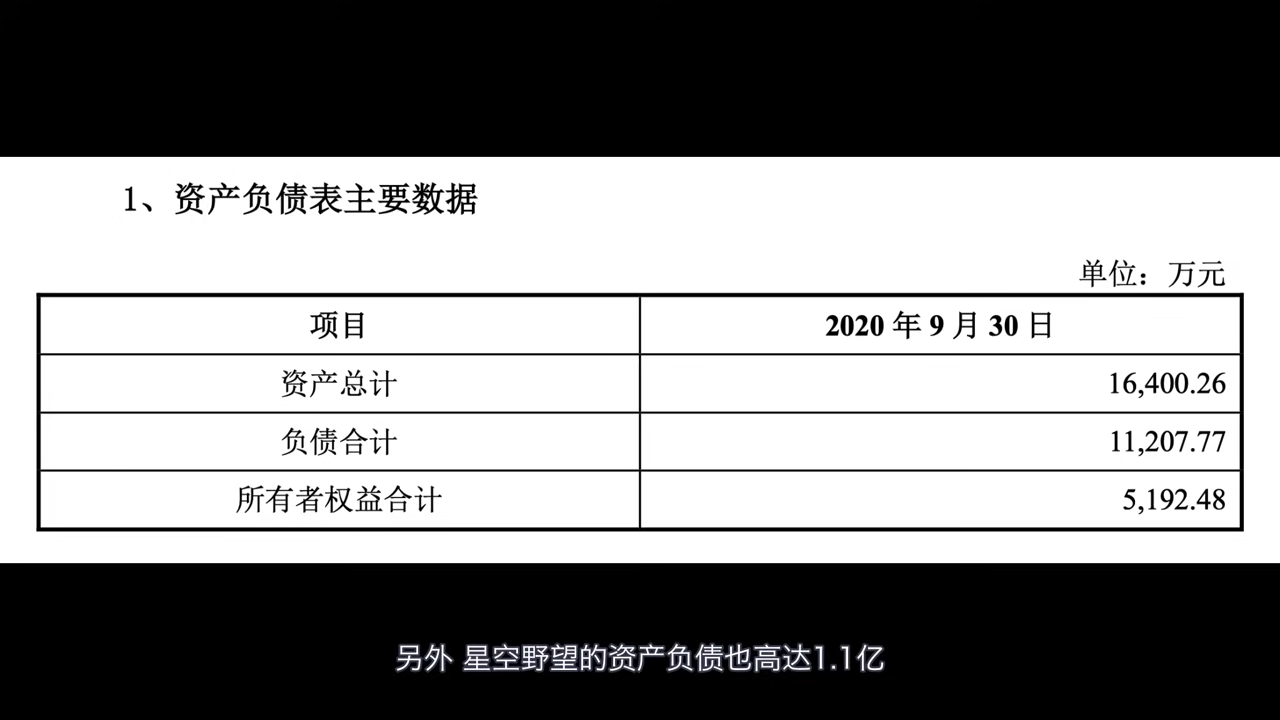 1、资产负债表主要数据
单位：万元
项目 2020 年 9 月 30 日
资产总计 16,400.26
负债合计 11,207.77
所有者权益合计 5,192.48
另外 星空野望的资产负债也高达1.1亿